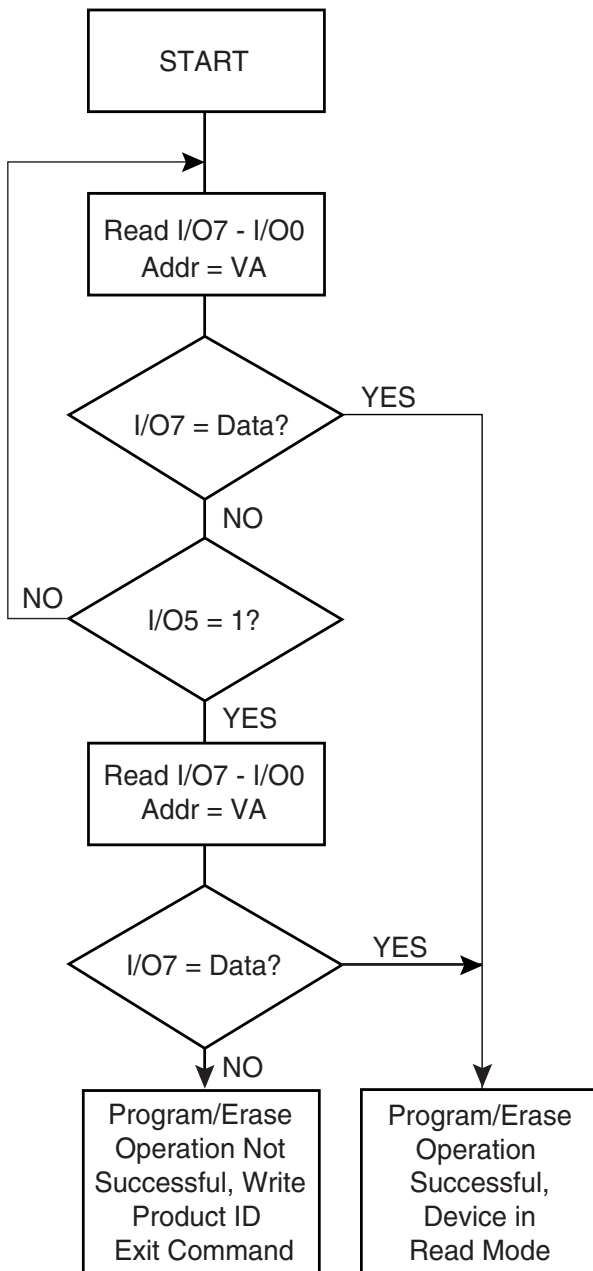 START
Read I/O7 - I/O0
Addr = VA
I/O7 = Data?
YES
NO
NO
I/O5 = 1?
YES
Read I/O7 - I/O0
Addr = VA
I/O7 = Data?
YES
NO
Program/Erase
Operation Not
Successful, Write
Product ID
Exit Command
Program/Erase
Operation
Successful,
Device in
Read Mode